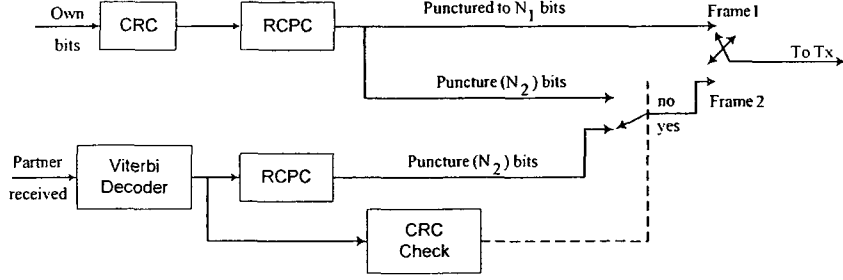 Own
bits
CRC
RCPC
Punctured to N1 bits
Frame 1
To Tx
Puncture (N2) bits
no
yes
Frame 2
Partner
received
Viterbi
Decoder
RCPC
Puncture (N2) bits
CRC
Check